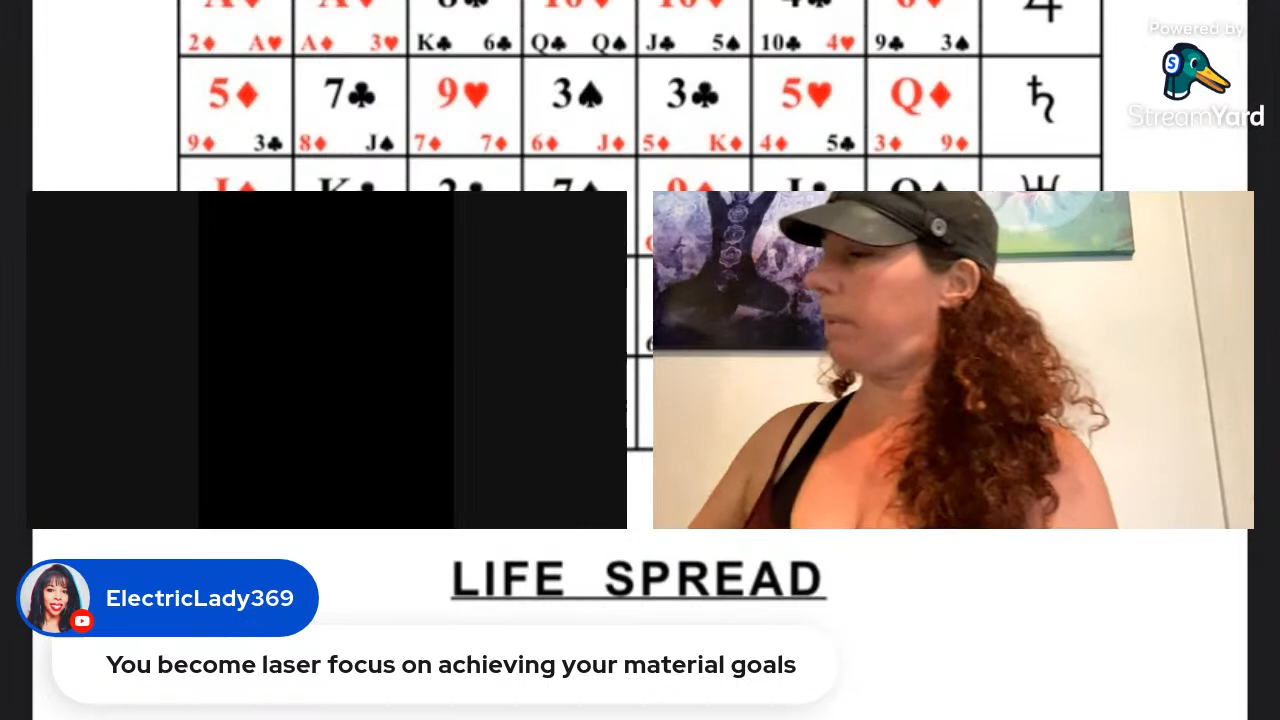 2♦ A♥ A♦ 3♥ K♣ 6♣ Q♣ Q♠ J♣ 5♠ 10♣ 4♥ 9♣ 3♠ ♃
5♦ 7♣ 9♥ 3♠ 3♣ 5♥ Q♦ ♄
9♦ 3♣ 8♦ J♠ 7♦ 7♦ 6♦ J♦ 5♦ K♦ 4♦ 5♣ 3♦ 9♦
Powered by
StreamYard
LIFE SPREAD
ElectricLady369
You become laser focus on achieving your material goals